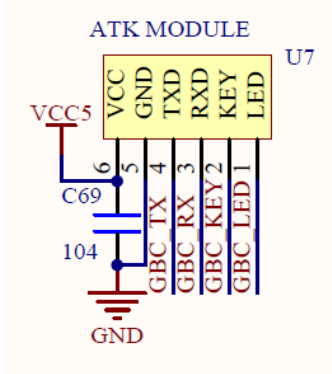 ATK MODULE
U7
VCC
GND
TXD
RXD
KEY
LED
VCC5
6
5
4
3
2
1
C69
104
GBC_TX
GBC_RX
GBC_KEY
GBC_LED
GND